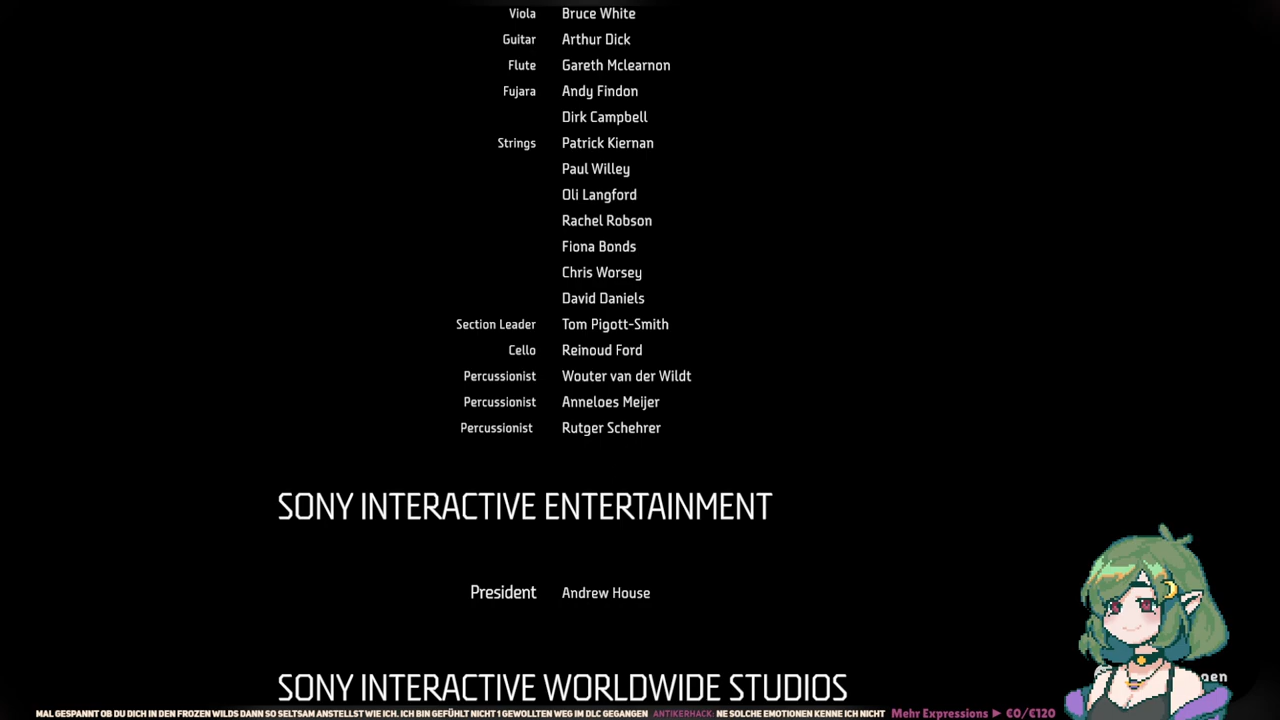 Viola Bruce White
Guitar Arthur Dick
Flute Gareth Mclearnon
Fujara Andy Findon
Dirk Campbell
Strings Patrick Kiernan
Paul Willey
Oli Langford
Rachel Robson
Fiona Bonds
Chris Worsey
David Daniels
Section Leader Tom Pigott-Smith
Cello Reinoud Ford
Percussionist Wouter van der Wildt
Percussionist Anneloes Meijer
Percussionist Rutger Schehrer
SONY INTERACTIVE ENTERTAINMENT
President Andrew House
SONY INTERACTIVE WORLDWIDE STUDIOS
MAL GESPANNT OB DU DICH IN DEN FROZEN WILDS DANN SO SELTSAM ANSTELLST WIE ICH. ICH BIN GEFÜHLT NICHT 1 GEWOLLTEN WEG IM DLC GEGANGEN ANTIKERHACK: NE SOLCHE EMOTIONEN KENNE ICH NICHT Mehr Expressions ► €0/€120